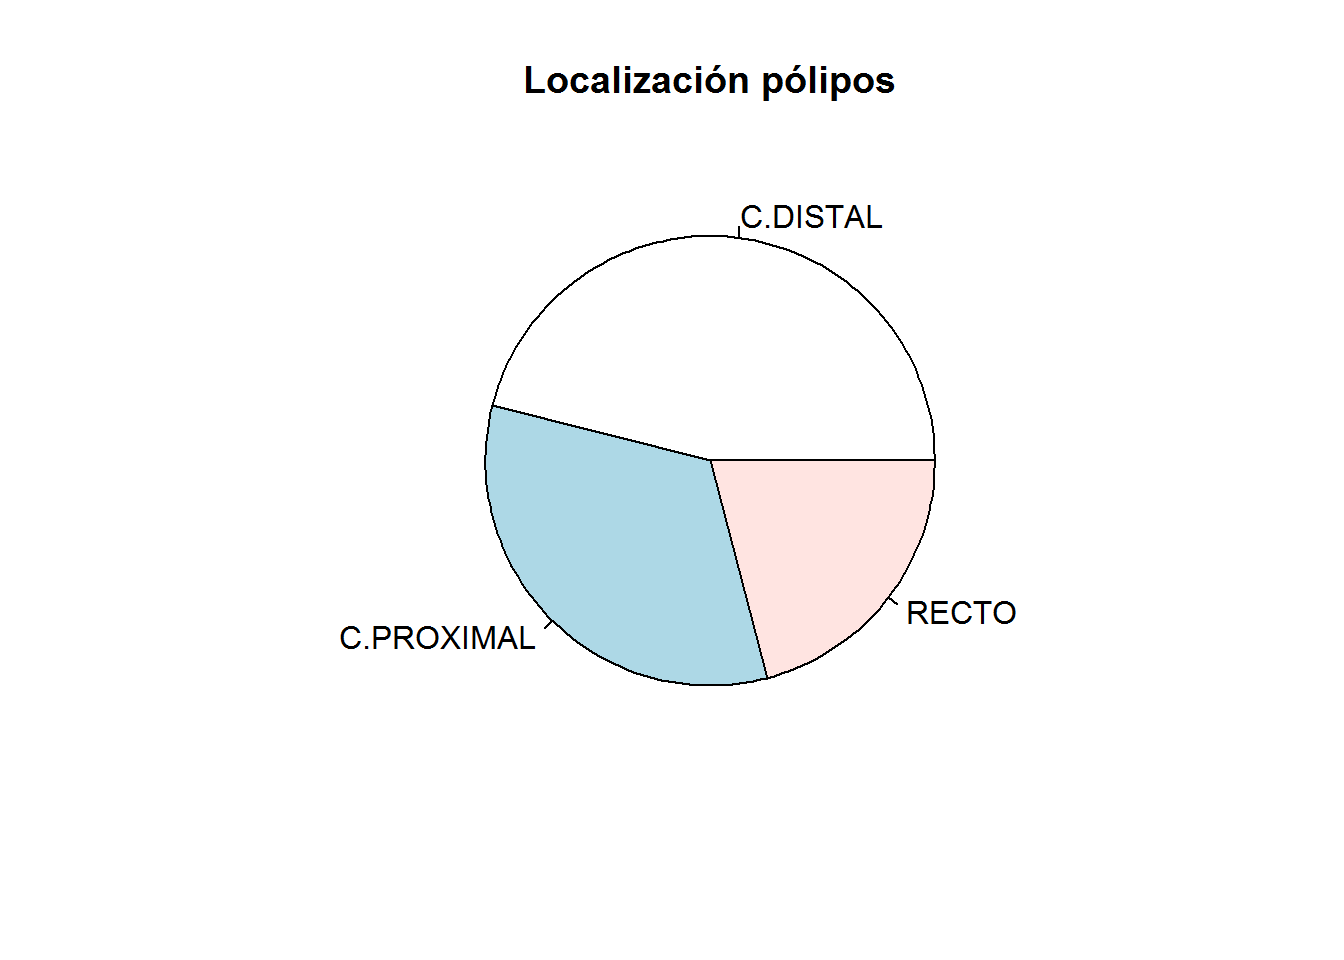 Localización pólipos
C.DISTAL
C.PROXIMAL
RECTO